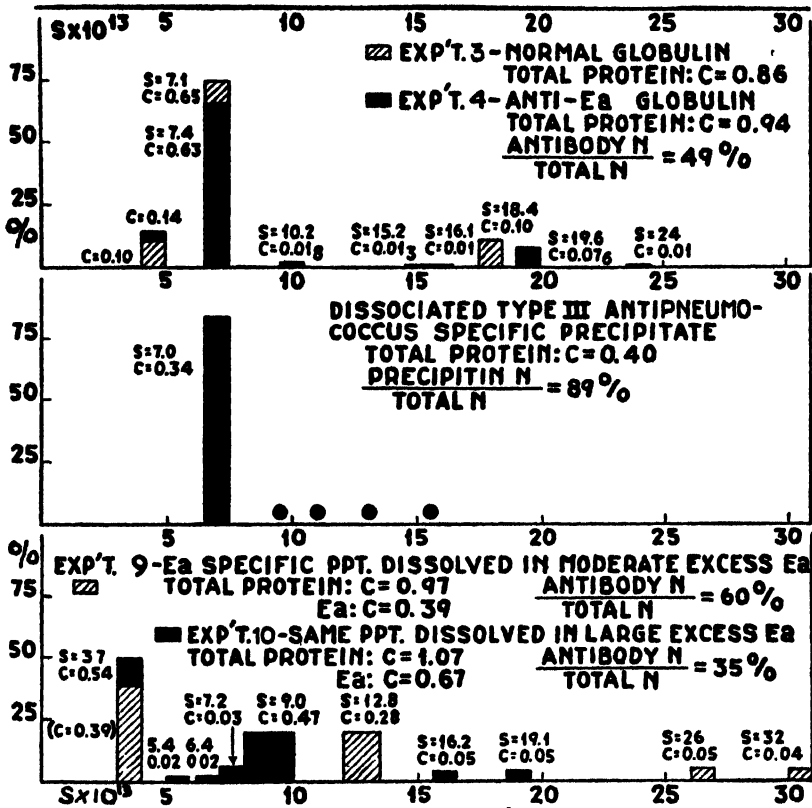 S×10¹³ 5 10 15 20 25 30
EXP'T. 3-NORMAL GLOBULIN
TOTAL PROTEIN: C=0.86
EXP'T. 4-ANTI-Ea GLOBULIN
TOTAL PROTEIN: C=0.94
ANTIBODY N
TOTAL N
=49%
75
50
25
%
S=7.1
C=0.65
S=7.4
C=0.63
C=0.14
C=0.10
S=10.2
C=0.018
S=15.2
C=0.013
S=16.1
C=0.01
S=18.4
C=0.10
S=19.6
C=0.076
S=24
C=0.01
5 10 15 20 25 30
DISSOCIATED TYPE III ANTIPNEUMO-
COCCUS SPECIFIC PRECIPITATE
TOTAL PROTEIN: C=0.40
PRECIPITIN N
TOTAL N
=89%
75
50
25
S=7.0
C=0.34
5 10 15 20 25 30
%
EXP'T. 9-Ea SPECIFIC PPT. DISSOLVED IN MODERATE EXCESS Ea
TOTAL PROTEIN: C=0.97
Ea: C=0.39
ANTIBODY N
TOTAL N
=60%
EXP'T.10-SAME PPT. DISSOLVED IN LARGE EXCESS Ea
TOTAL PROTEIN: C=1.07
Ea: C=0.67
ANTIBODY N
TOTAL N
=35%
75
50
25
S=3.7
C=0.54
(C=0.39)
5.4
0.02
6.4
0.02
S=7.2
C=0.03
S=9.0
C=0.47
S=12.8
C=0.28
S=16.2
C=0.05
S=19.1
C=0.05
S=26
C=0.05
S=32
C=0.04
S×10¹³ 5 10 15 20 25 30